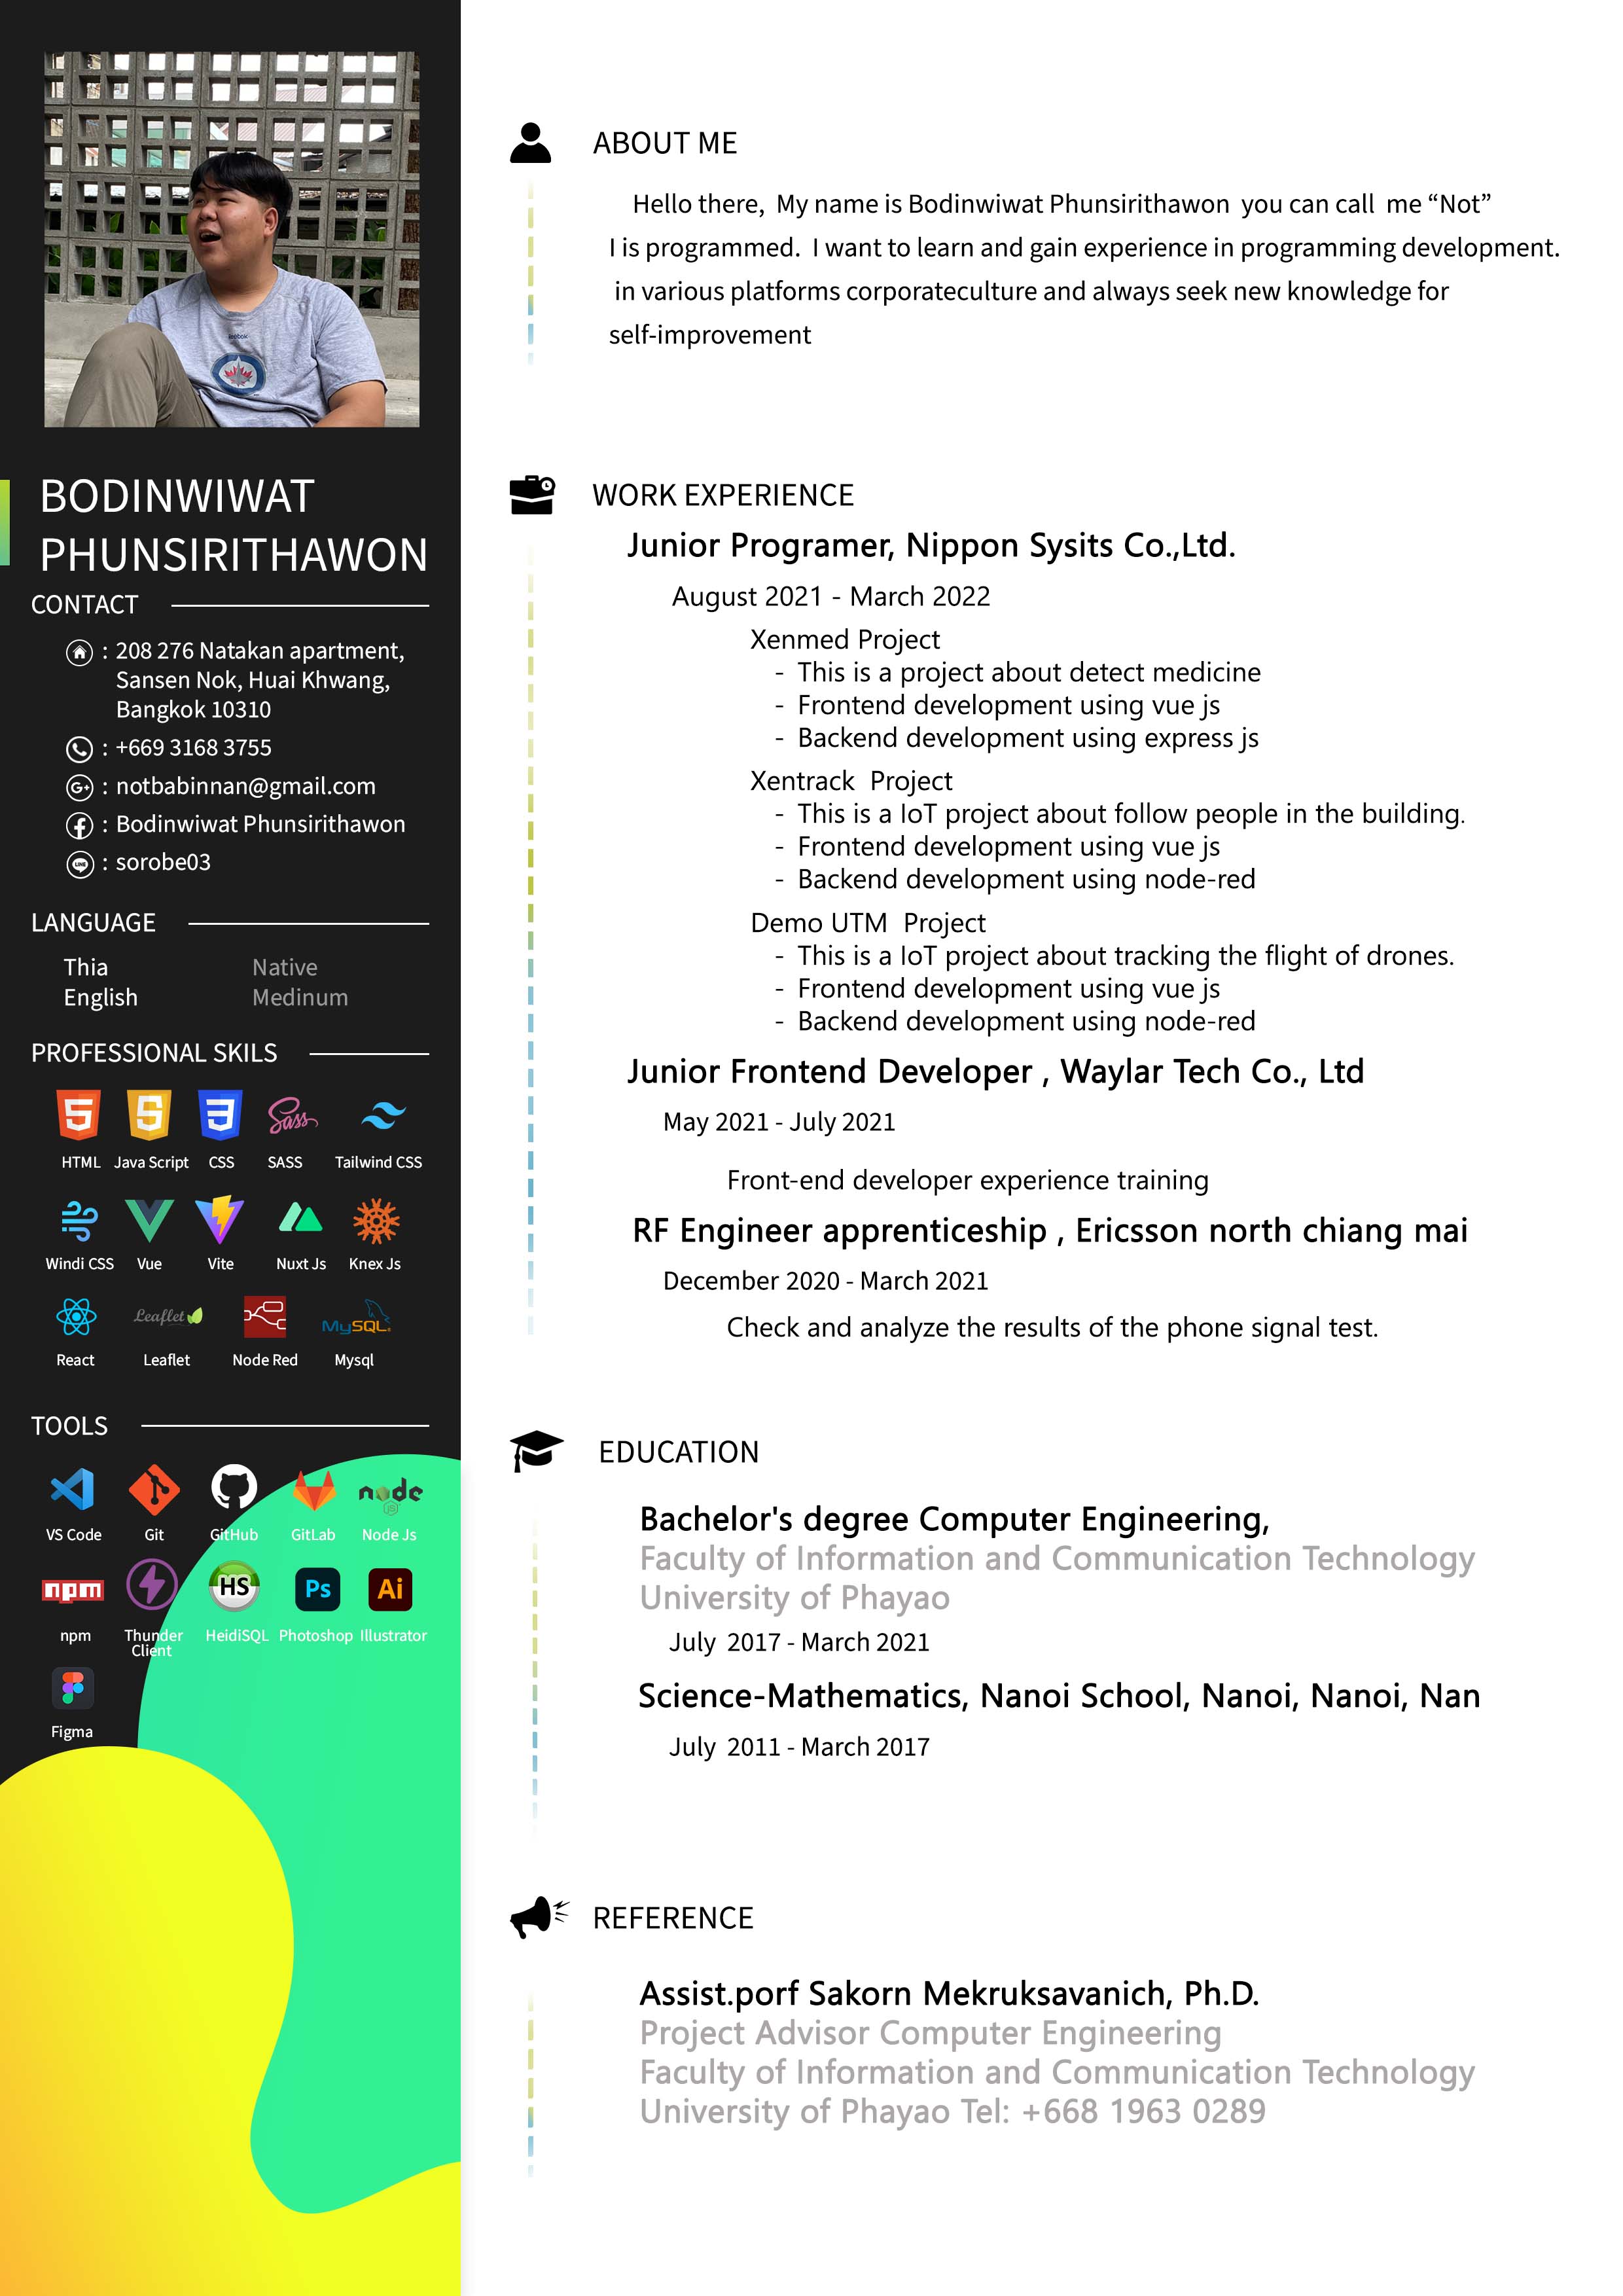 BODINWIWAT
PHUNSIRITHAWON
CONTACT
: 208 276 Natakan apartment,
Sansen Nok, Huai Khwang,
Bangkok 10310
: +669 3168 3755
: notbabinnan@gmail.com
: Bodinwiwat Phunsirithawon
LINE : sorobe03
LANGUAGE
Thia Native
English Medinum
PROFESSIONAL SKILS
Sass
HTML Java Script CSS SASS Tailwind CSS
Windi CSS Vue Vite Nuxt Js Knex Js
Leaflet MySQL
React Leaflet Node Red Mysql
TOOLS
node
JS
VS Code Git GitHub GitLab Node Js
npm HS Ps Ai
npm Thunder Client HeidiSQL Photoshop Illustrator
Figma
ABOUT ME
Hello there, My name is Bodinwiwat Phunsirithawon you can call me “Not”
I is programmed. I want to learn and gain experience in programming development.
in various platforms corporateculture and always seek new knowledge for
self-improvement
WORK EXPERIENCE
Junior Programer, Nippon Sysits Co.,Ltd.
August 2021 - March 2022
Xenmed Project
- This is a project about detect medicine
- Frontend development using vue js
- Backend development using express js
Xentrack Project
- This is a IoT project about follow people in the building.
- Frontend development using vue js
- Backend development using node-red
Demo UTM Project
- This is a IoT project about tracking the flight of drones.
- Frontend development using vue js
- Backend development using node-red
Junior Frontend Developer , Waylar Tech Co., Ltd
May 2021 - July 2021
Front-end developer experience training
RF Engineer apprenticeship , Ericsson north chiang mai
December 2020 - March 2021
Check and analyze the results of the phone signal test.
EDUCATION
Bachelor's degree Computer Engineering,
Faculty of Information and Communication Technology
University of Phayao
July 2017 - March 2021
Science-Mathematics, Nanoi School, Nanoi, Nanoi, Nan
July 2011 - March 2017
REFERENCE
Assist.porf Sakorn Mekruksavanich, Ph.D.
Project Advisor Computer Engineering
Faculty of Information and Communication Technology
University of Phayao Tel: +668 1963 0289